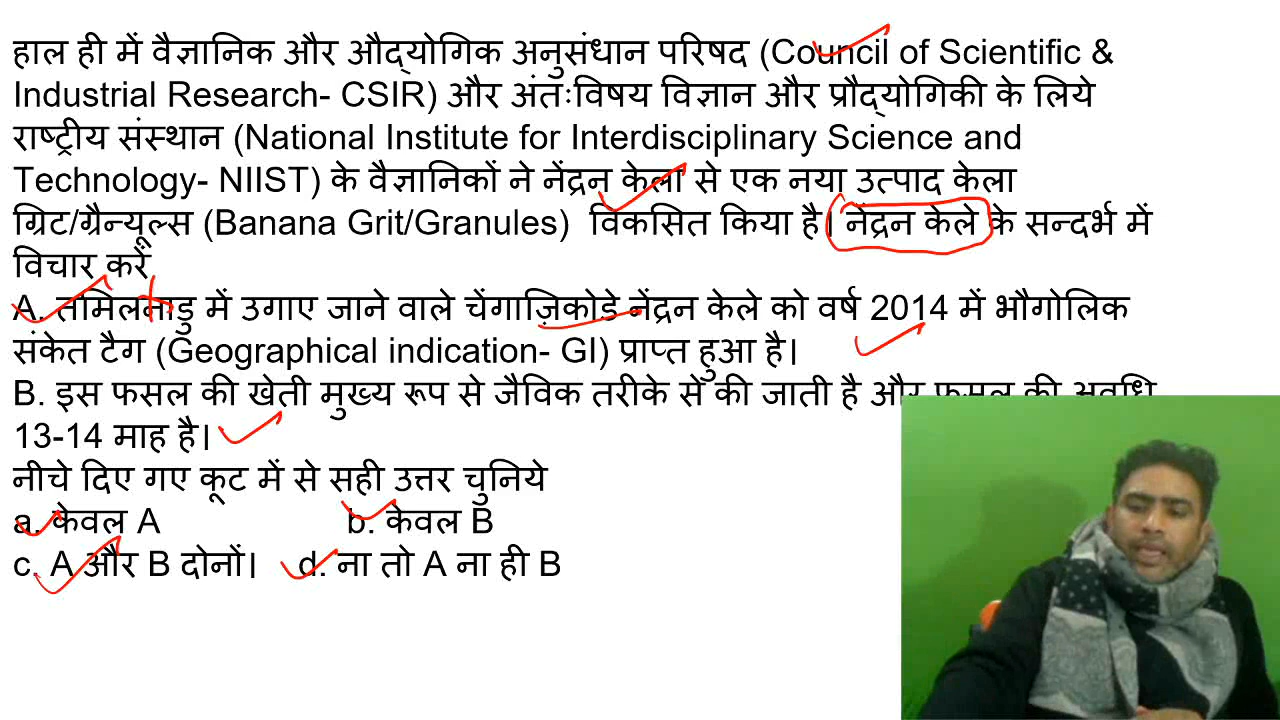 हाल ही में वैज्ञानिक और औद्योगिक अनुसंधान परिषद (Council of Scientific &
Industrial Research- CSIR) और अंतःविषय विज्ञान और प्रौद्योगिकी के लिये
राष्ट्रीय संस्थान (National Institute for Interdisciplinary Science and
Technology- NIIST) के वैज्ञानिकों ने नेंद्रन केला से एक नया उत्पाद केला
ग्रिट/ग्रैन्यूल्स (Banana Grit/Granules) विकसित किया है। नेंद्रन केले के सन्दर्भ में
विचार करें
A. तमिलनाडु में उगाए जाने वाले चेंगाज़िकोडे नेंद्रन केले को वर्ष 2014 में भौगोलिक
संकेत टैग (Geographical indication- GI) प्राप्त हुआ है।
B. इस फसल की खेती मुख्य रूप से जैविक तरीके से की जाती है और फसल की अवधि
13-14 माह है।
नीचे दिए गए कूट में से सही उत्तर चुनिये
a. केवल A b. केवल B
c. A और B दोनों। d. ना तो A ना ही B